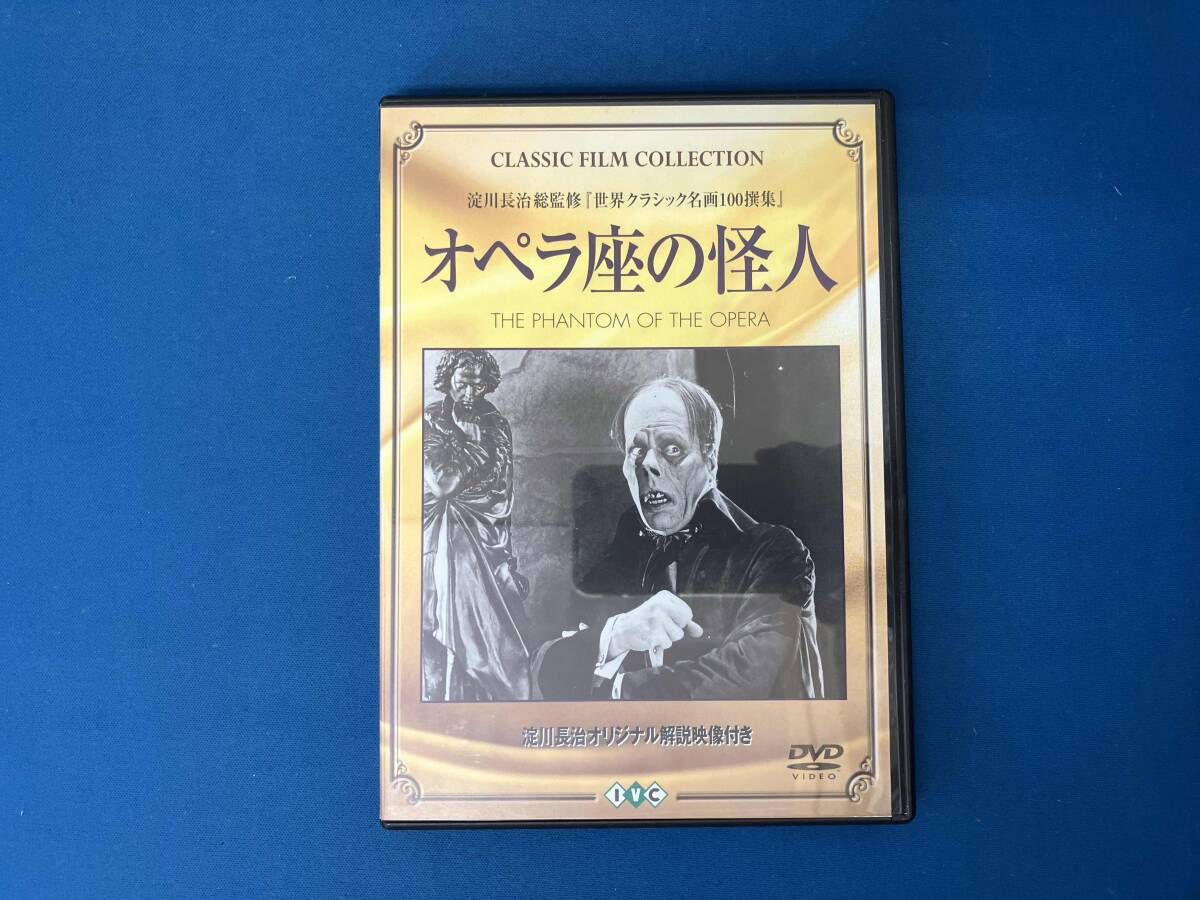 CLASSIC FILM COLLECTION
淀川長治総監修『世界クラシック名画100撰集』
オペラ座の怪人
THE PHANTOM OF THE OPERA
淀川長治オリジナル解説映像付き
DVD
VIDEO
IVC